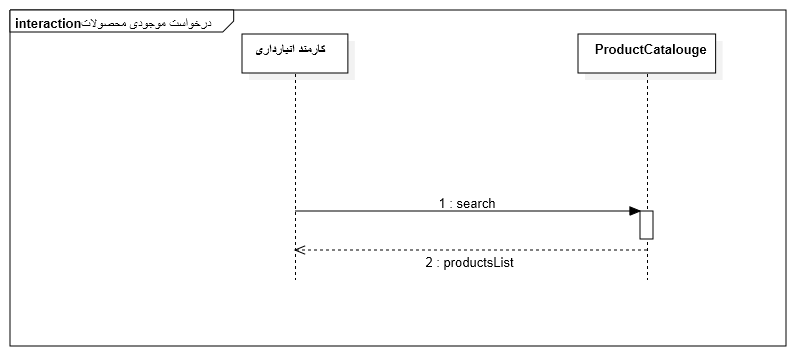 interaction درخواست موجودی محصولات
کارمند انبارداری
ProductCatalouge
1 : search
2 : productsList